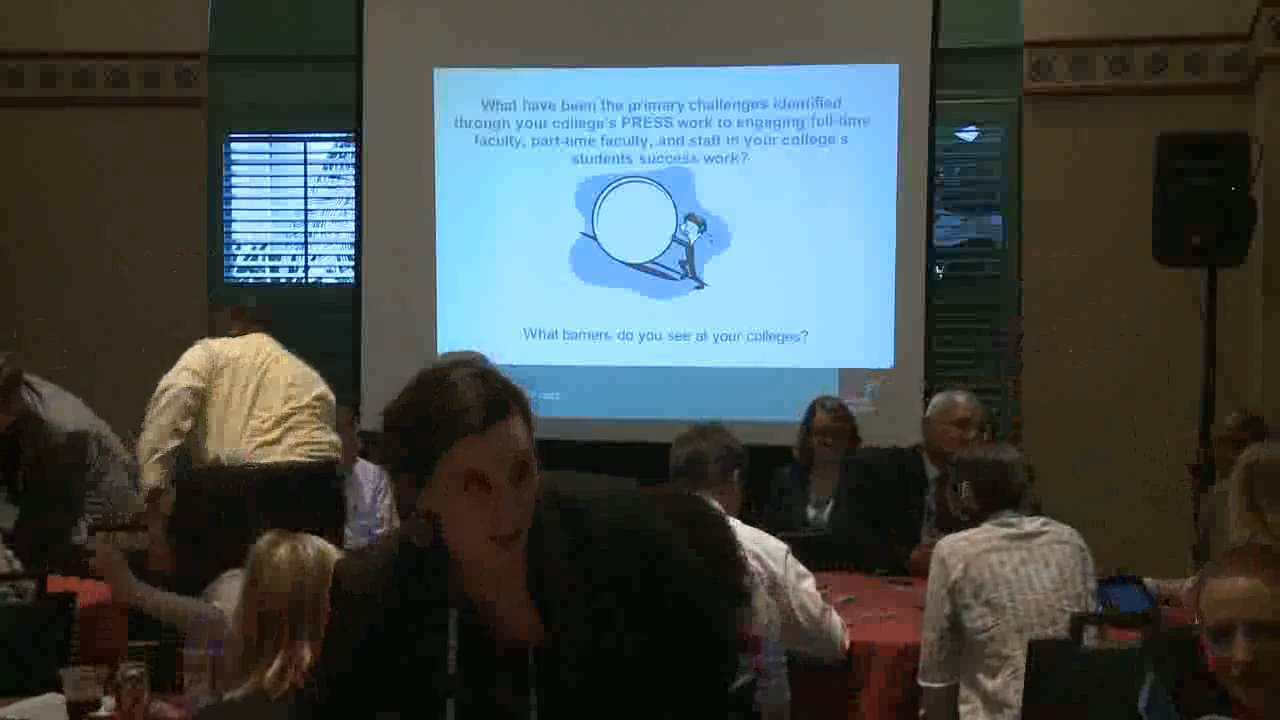 What have been the primary challenges identified
through your college's PRESS work to engaging full-time
faculty, part-time faculty, and staff in your college's
students success work?
What barriers do you see at your colleges?